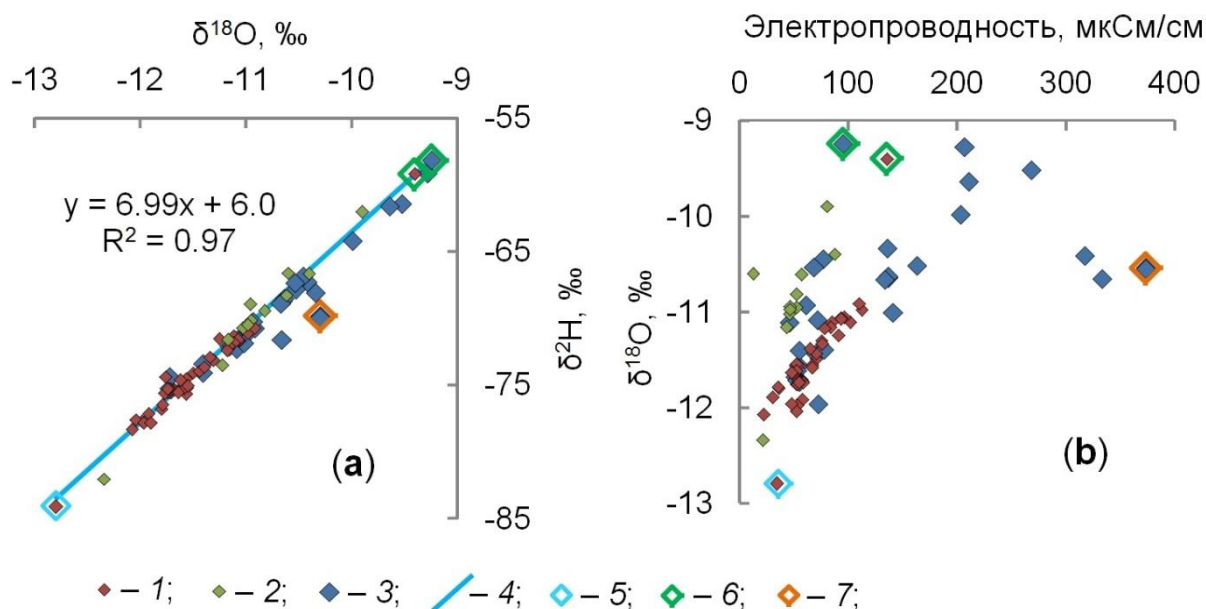 δ¹⁸O, ‰
-13 -12 -11 -10 -9
-55
-65
-75
-85
δ²H, ‰
y = 6.99x + 6.0
R² = 0.97
(a)
Электропроводность, мкСм/см
0 100 200 300 400
-9
-10
-11
-12
-13
δ¹⁸O, ‰
(b)
– 1; – 2; – 3; – 4; – 5; – 6; – 7;